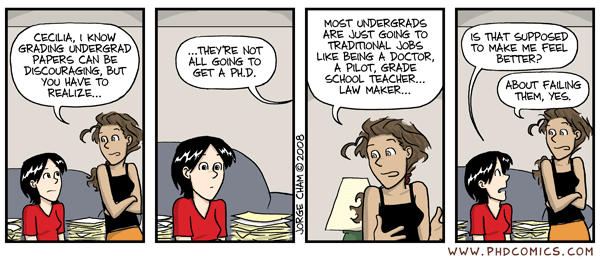 CECILIA, I KNOW
GRADING UNDERGRAD
PAPERS CAN BE
DISCOURAGING, BUT
YOU HAVE TO
REALIZE...
...THEY'RE NOT
ALL GOING TO
GET A PH.D.
JORGE CHAM © 2008
MOST UNDERGRADS
ARE JUST GOING TO
TRADITIONAL JOBS
LIKE BEING A DOCTOR,
A PILOT, GRADE
SCHOOL TEACHER...
LAW MAKER...
IS THAT SUPPOSED
TO MAKE ME FEEL
BETTER?
ABOUT FAILING
THEM, YES.
WWW.PHDCOMICS.COM